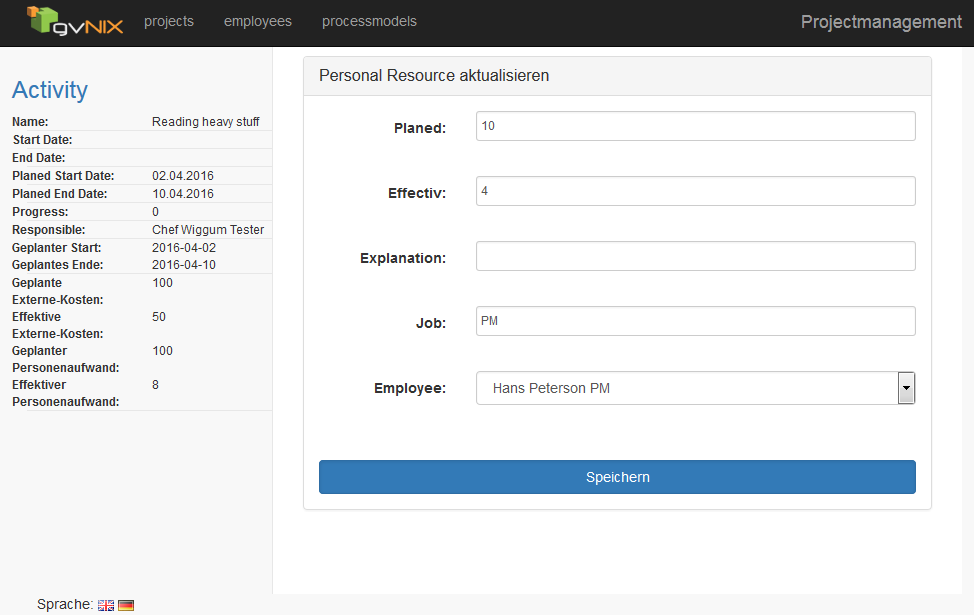 gvNIX projects employees processmodels Projectmanagement
Activity
Name: Reading heavy stuff
Start Date:
End Date:
Planed Start Date: 02.04.2016
Planed End Date: 10.04.2016
Progress: 0
Responsible: Chef Wiggum Tester
Geplanter Start: 2016-04-02
Geplantes Ende: 2016-04-10
Geplante 100
Externe-Kosten:
Effektive 50
Externe-Kosten:
Geplanter 100
Personenaufwand:
Effektiver 8
Personenaufwand:
Personal Resource aktualisieren
Planed: 10
Effectiv: 4
Explanation:
Job: PM
Employee: Hans Peterson PM
Speichern
Sprache: